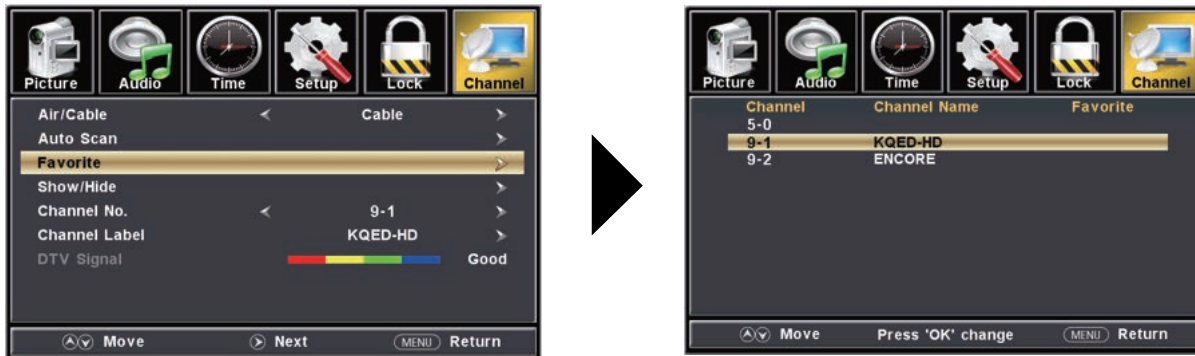 Picture Audio Time Setup Lock Channel
Air/Cable Cable
Auto Scan
Favorite
Show/Hide
Channel No. 9-1
Channel Label KQED-HD
DTV Signal Good
Move Next MENU Return
Picture Audio Time Setup Lock Channel
Channel Channel Name Favorite
5-0
9-1 KQED-HD
9-2 ENCORE
Move Press 'OK' change MENU Return